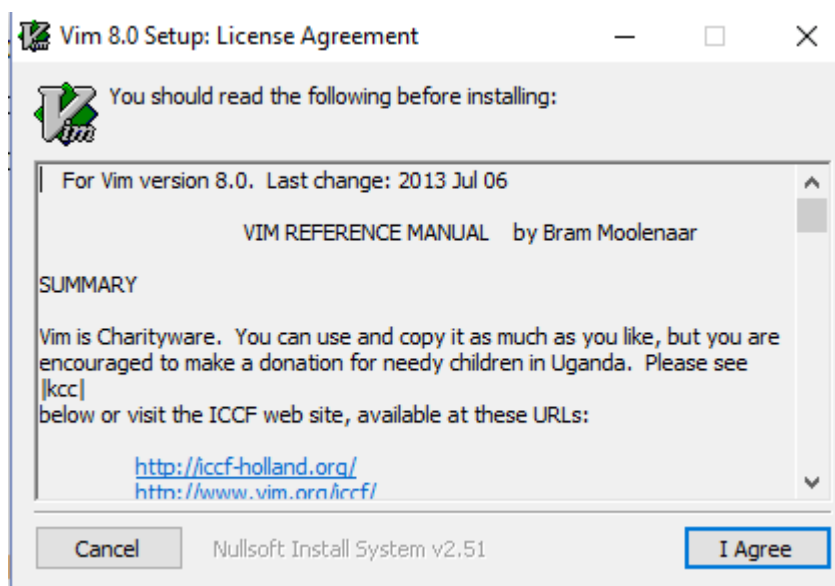 Vim 8.0 Setup: License Agreement
Vim
You should read the following before installing:
For Vim version 8.0. Last change: 2013 Jul 06
VIM REFERENCE MANUAL by Bram Moolenaar
SUMMARY
Vim is Charityware. You can use and copy it as much as you like, but you are
encouraged to make a donation for needy children in Uganda. Please see
|kcc|
below or visit the ICCF web site, available at these URLs:
http://iccf-holland.org/
http://www.vim.org/iccf/
Cancel
Nullsoft Install System v2.51
I Agree